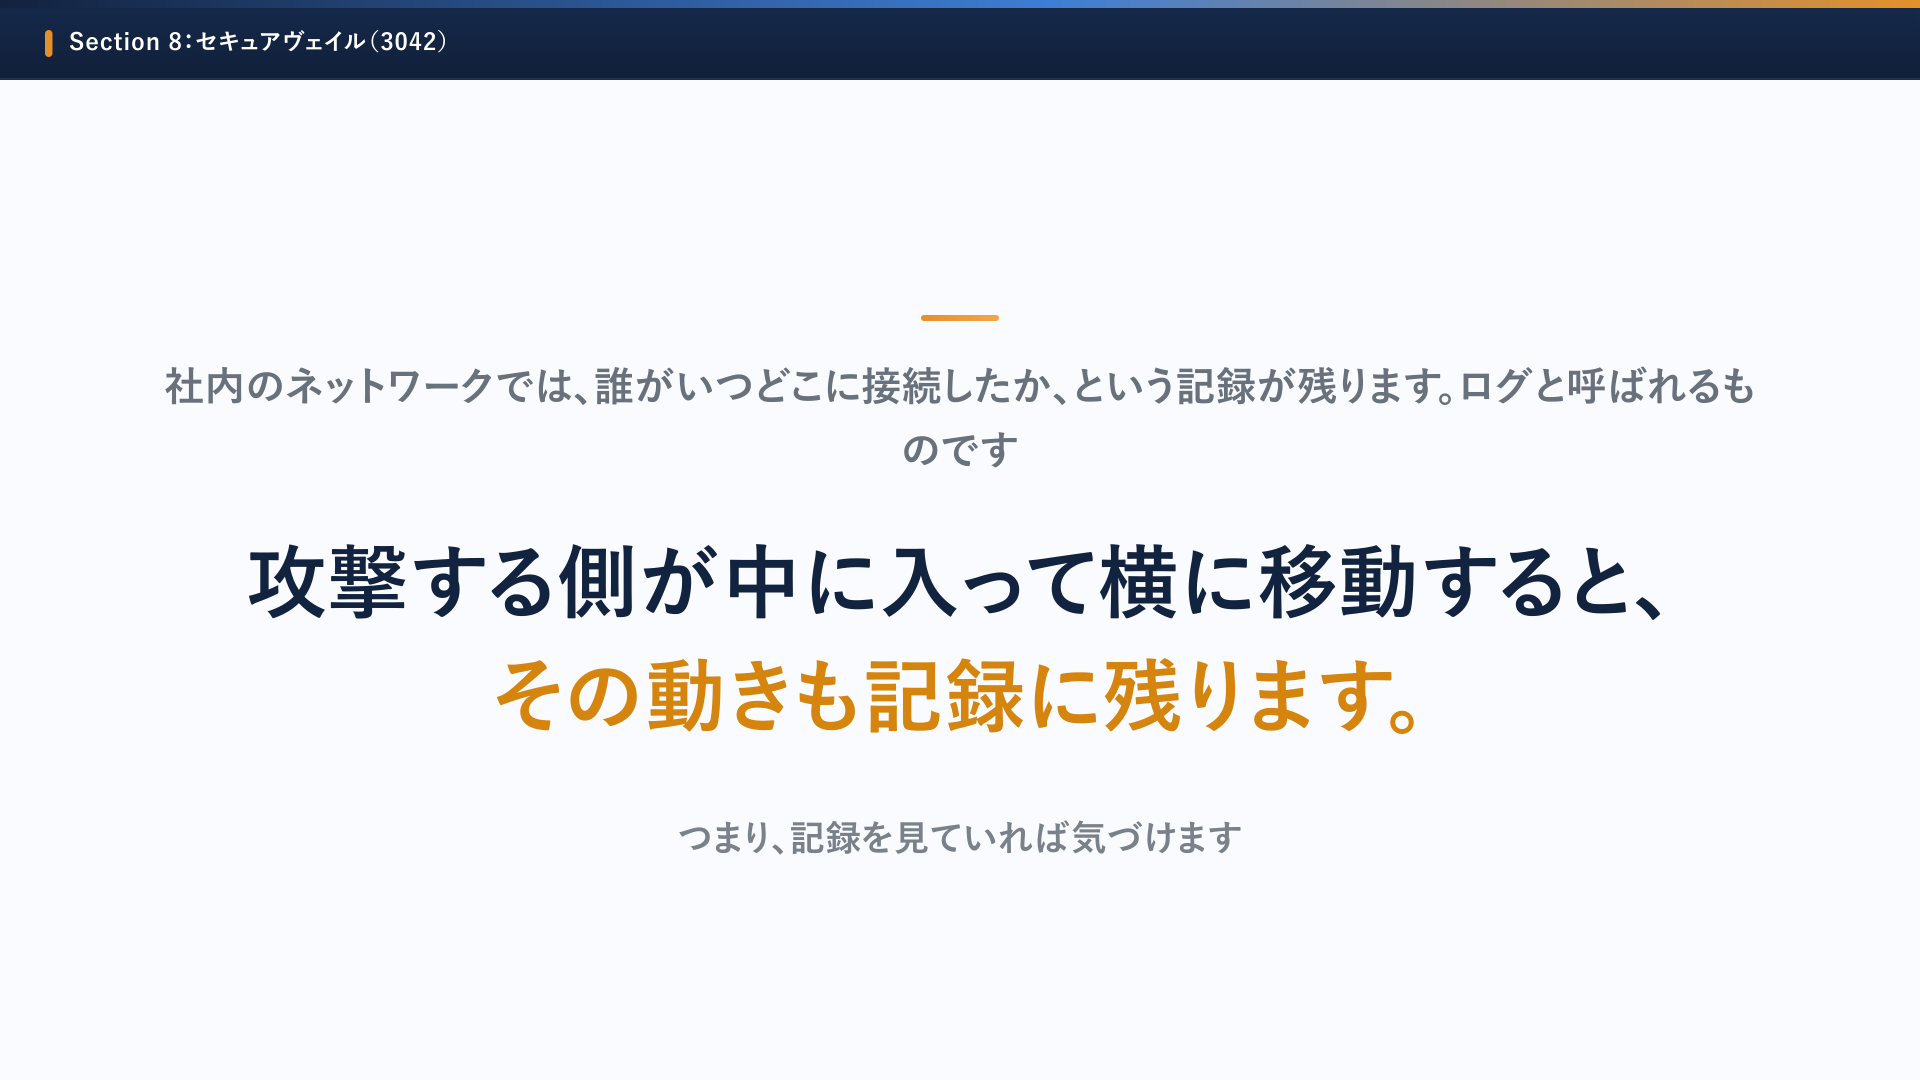 Section 8：セキュアヴェイル（3042）
社内のネットワークでは、誰がいつどこに接続したか、という記録が残ります。ログと呼ばれるも
のです
攻撃する側が中に入って横に移動すると、
その動きも記録に残ります。
つまり、記録を見ていれば気づけます